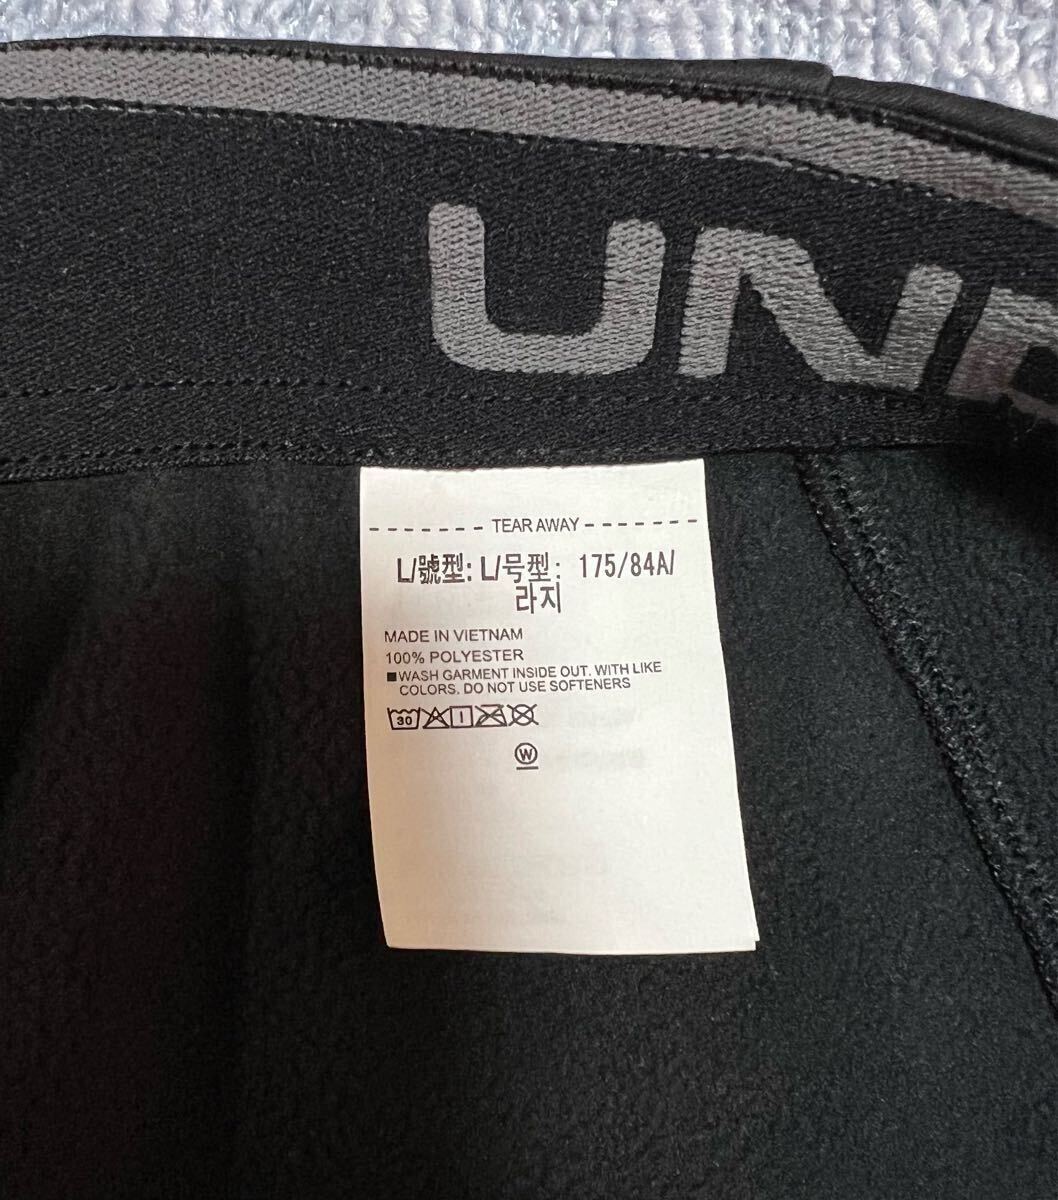 UND
TEAR AWAY
L/號型: L/号型: 175/84A/
라지
MADE IN VIETNAM
100% POLYESTER
■WASH GARMENT INSIDE OUT. WITH LIKE
COLORS. DO NOT USE SOFTENERS
30
W